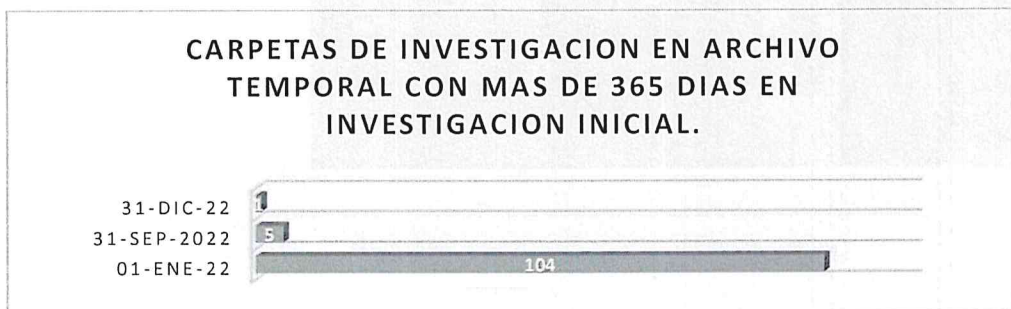 CARPETAS DE INVESTIGACION EN ARCHIVO
TEMPORAL CON MAS DE 365 DIAS EN
INVESTIGACION INICIAL.
31-DIC-22
1
31-SEP-2022
5
01-ENE-22
104